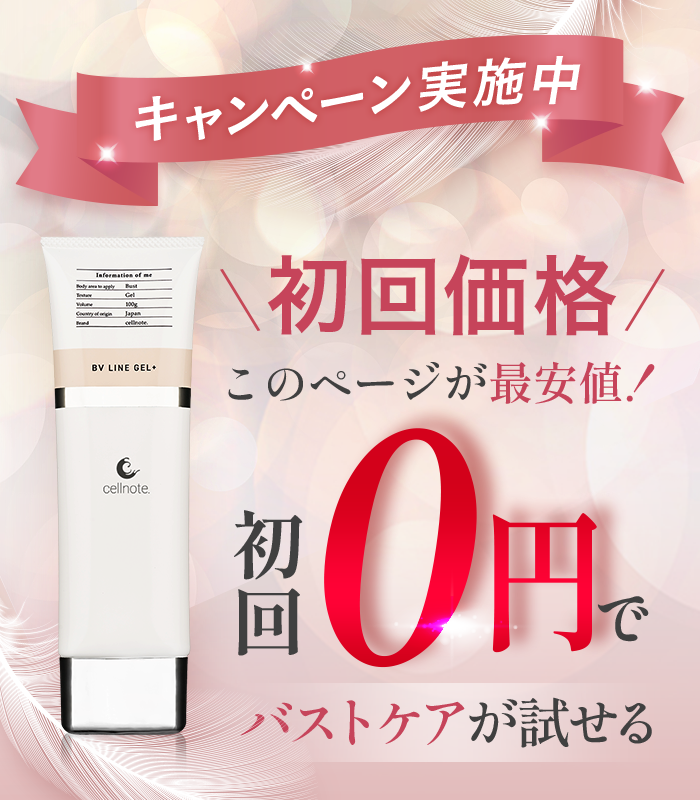 キャンペーン実施中
初回価格
このページが最安値！
初回0円で
バストケアが試せる
Information of me
Body area to apply Bust
Texture Gel
Volume 100g
Country of origin Japan
Brand cellnote.
BV LINE GEL+
cellnote.